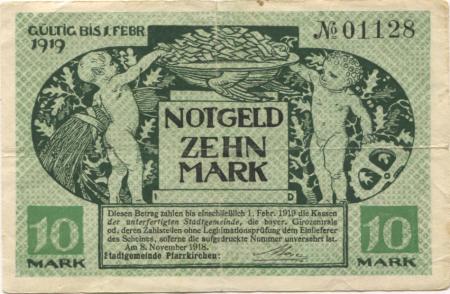 GÜLTIG BIS 1. FEBR
1919
№ 01128
NOTGELD
ZEHN
MARK
D
Diesen Betrag zahlen bis einschließlich 1. Febr. 1919 die Kassen
der unterfertigten Stadtgemeinde, die bayer. Girozentrale
od. deren Zahlstellen ohne Legitimationsprüfung dem Einlieferer
des Scheines, soferne die aufgedruckte Nummer unversehrt ist.
Am 8. November 1918.
Stadtgemeinde Pfarrkirchen:
10
MARK
10
MARK